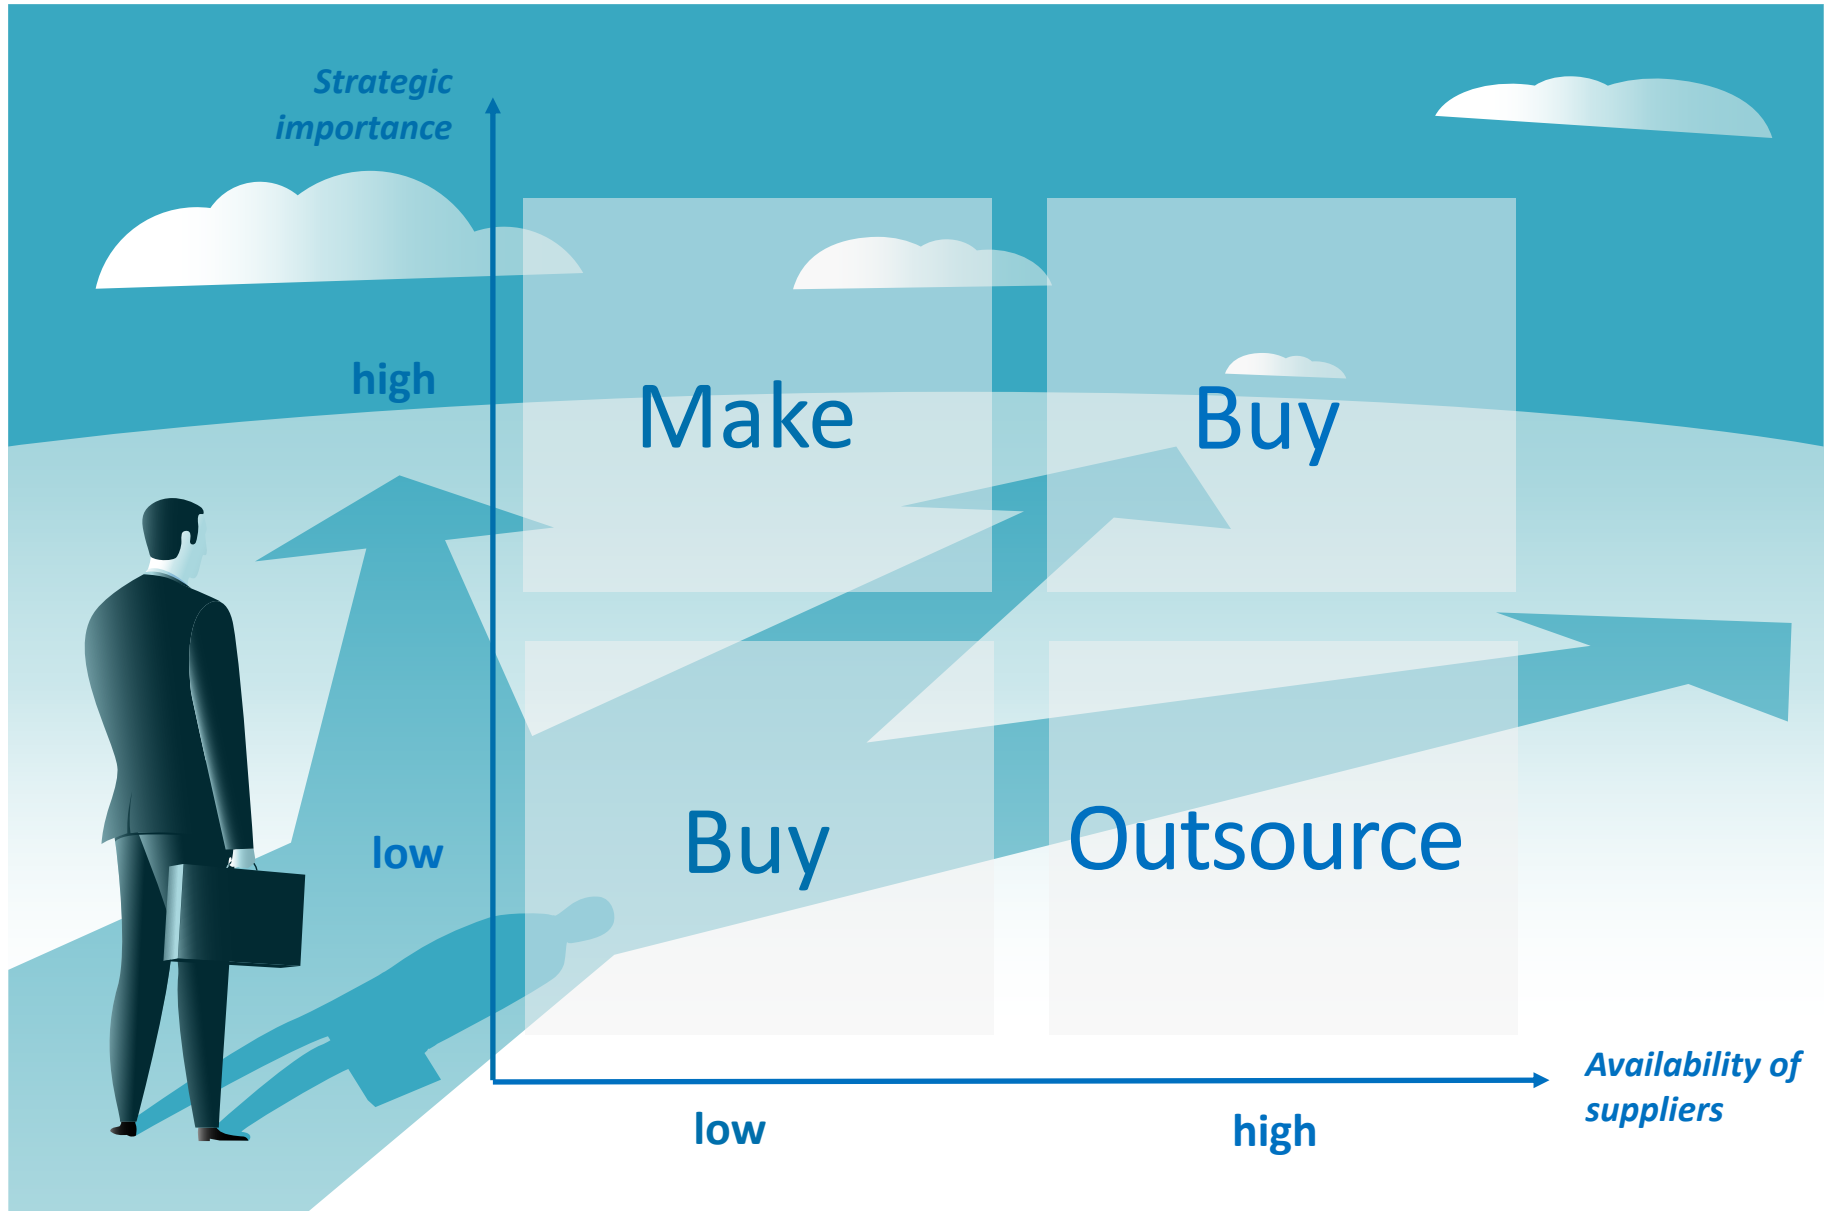 Strategic
importance
high
Make
Buy
low
Buy
Outsource
Availability of
suppliers
low
high